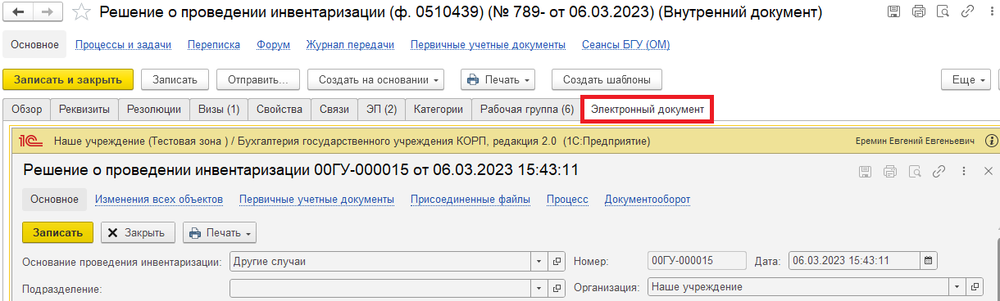 Решение о проведении инвентаризации (ф. 0510439) (№ 789- от 06.03.2023) (Внутренний документ)
Основное Процессы и задачи Переписка Форум Журнал передачи Первичные учетные документы Сеансы БГУ (ОМ)
Записать и закрыть Записать Отправить... Создать на основании Печать Создать шаблоны Еще
Обзор Реквизиты Резолюции Визы (1) Свойства Связи ЭП (2) Категории Рабочая группа (6) Электронный документ
1С Наше учреждение (Тестовая зона ) / Бухгалтерия государственного учреждения КОРП, редакция 2.0 (1С:Предприятие) Еремин Евгений Евгеньевич
Решение о проведении инвентаризации 00ГУ-000015 от 06.03.2023 15:43:11
Основное Изменения всех объектов Первичные учетные документы Присоединенные файлы Процесс Документооборот
Записать Закрыть Печать
Основание проведения инвентаризации: Другие случаи Номер: 00ГУ-000015 Дата: 06.03.2023 15:43:11
Подразделение: Организация: Наше учреждение